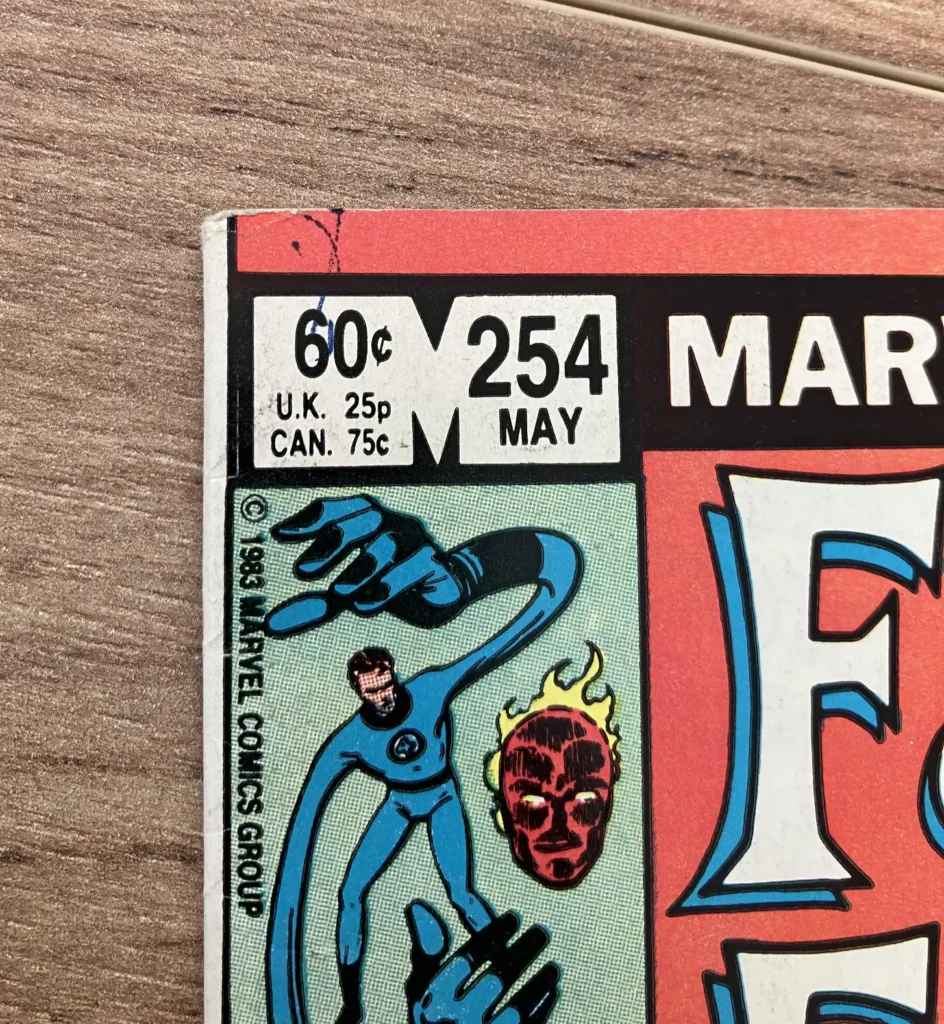 60¢
U.K. 25p
CAN. 75c
254
MAY
MAR
© 1983 MARVEL COMICS GROUP
F
F